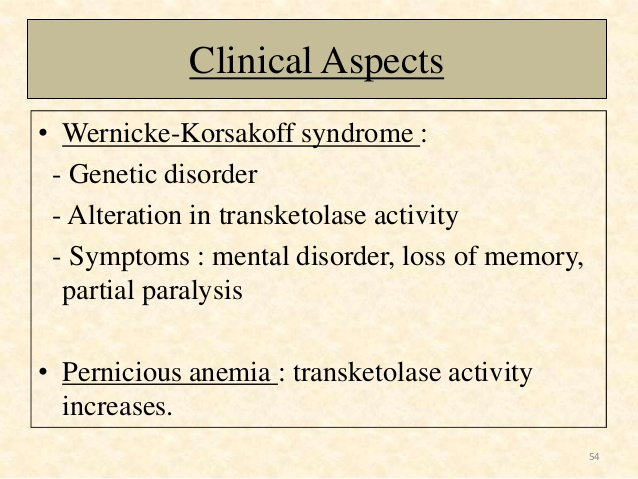 Clinical Aspects
• Wernicke-Korsakoff syndrome :
- Genetic disorder
- Alteration in transketolase activity
- Symptoms : mental disorder, loss of memory,
partial paralysis
• Pernicious anemia : transketolase activity
increases.
54